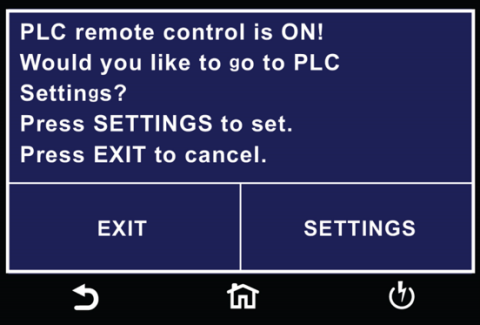 PLC remote control is ON!
Would you like to go to PLC
Settings?
Press SETTINGS to set.
Press EXIT to cancel.
EXIT
SETTINGS